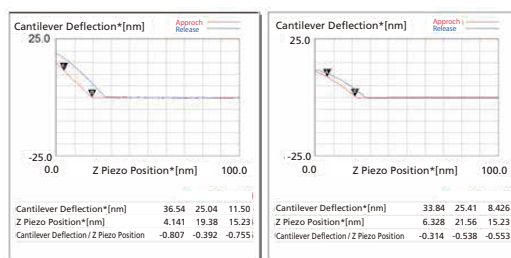 Cantilever Deflection*[nm]
Approch
Release
25.0
-25.0
0.0
Z Piezo Position*[nm]
100.0
Cantilever Deflection*[nm] 36.54 25.04 11.50
Z Piezo Position*[nm] 4.141 19.38 15.23
Cantilever Deflection / Z Piezo Position -0.807 -0.392 -0.755
Cantilever Deflection*[nm]
Approch
Release
25.0
-25.0
0.0
Z Piezo Position*[nm]
100.0
Cantilever Deflection*[nm] 33.84 25.41 8.426
Z Piezo Position*[nm] 6.328 21.56 15.23
Cantilever Deflection / Z Piezo Position -0.314 -0.538 -0.553